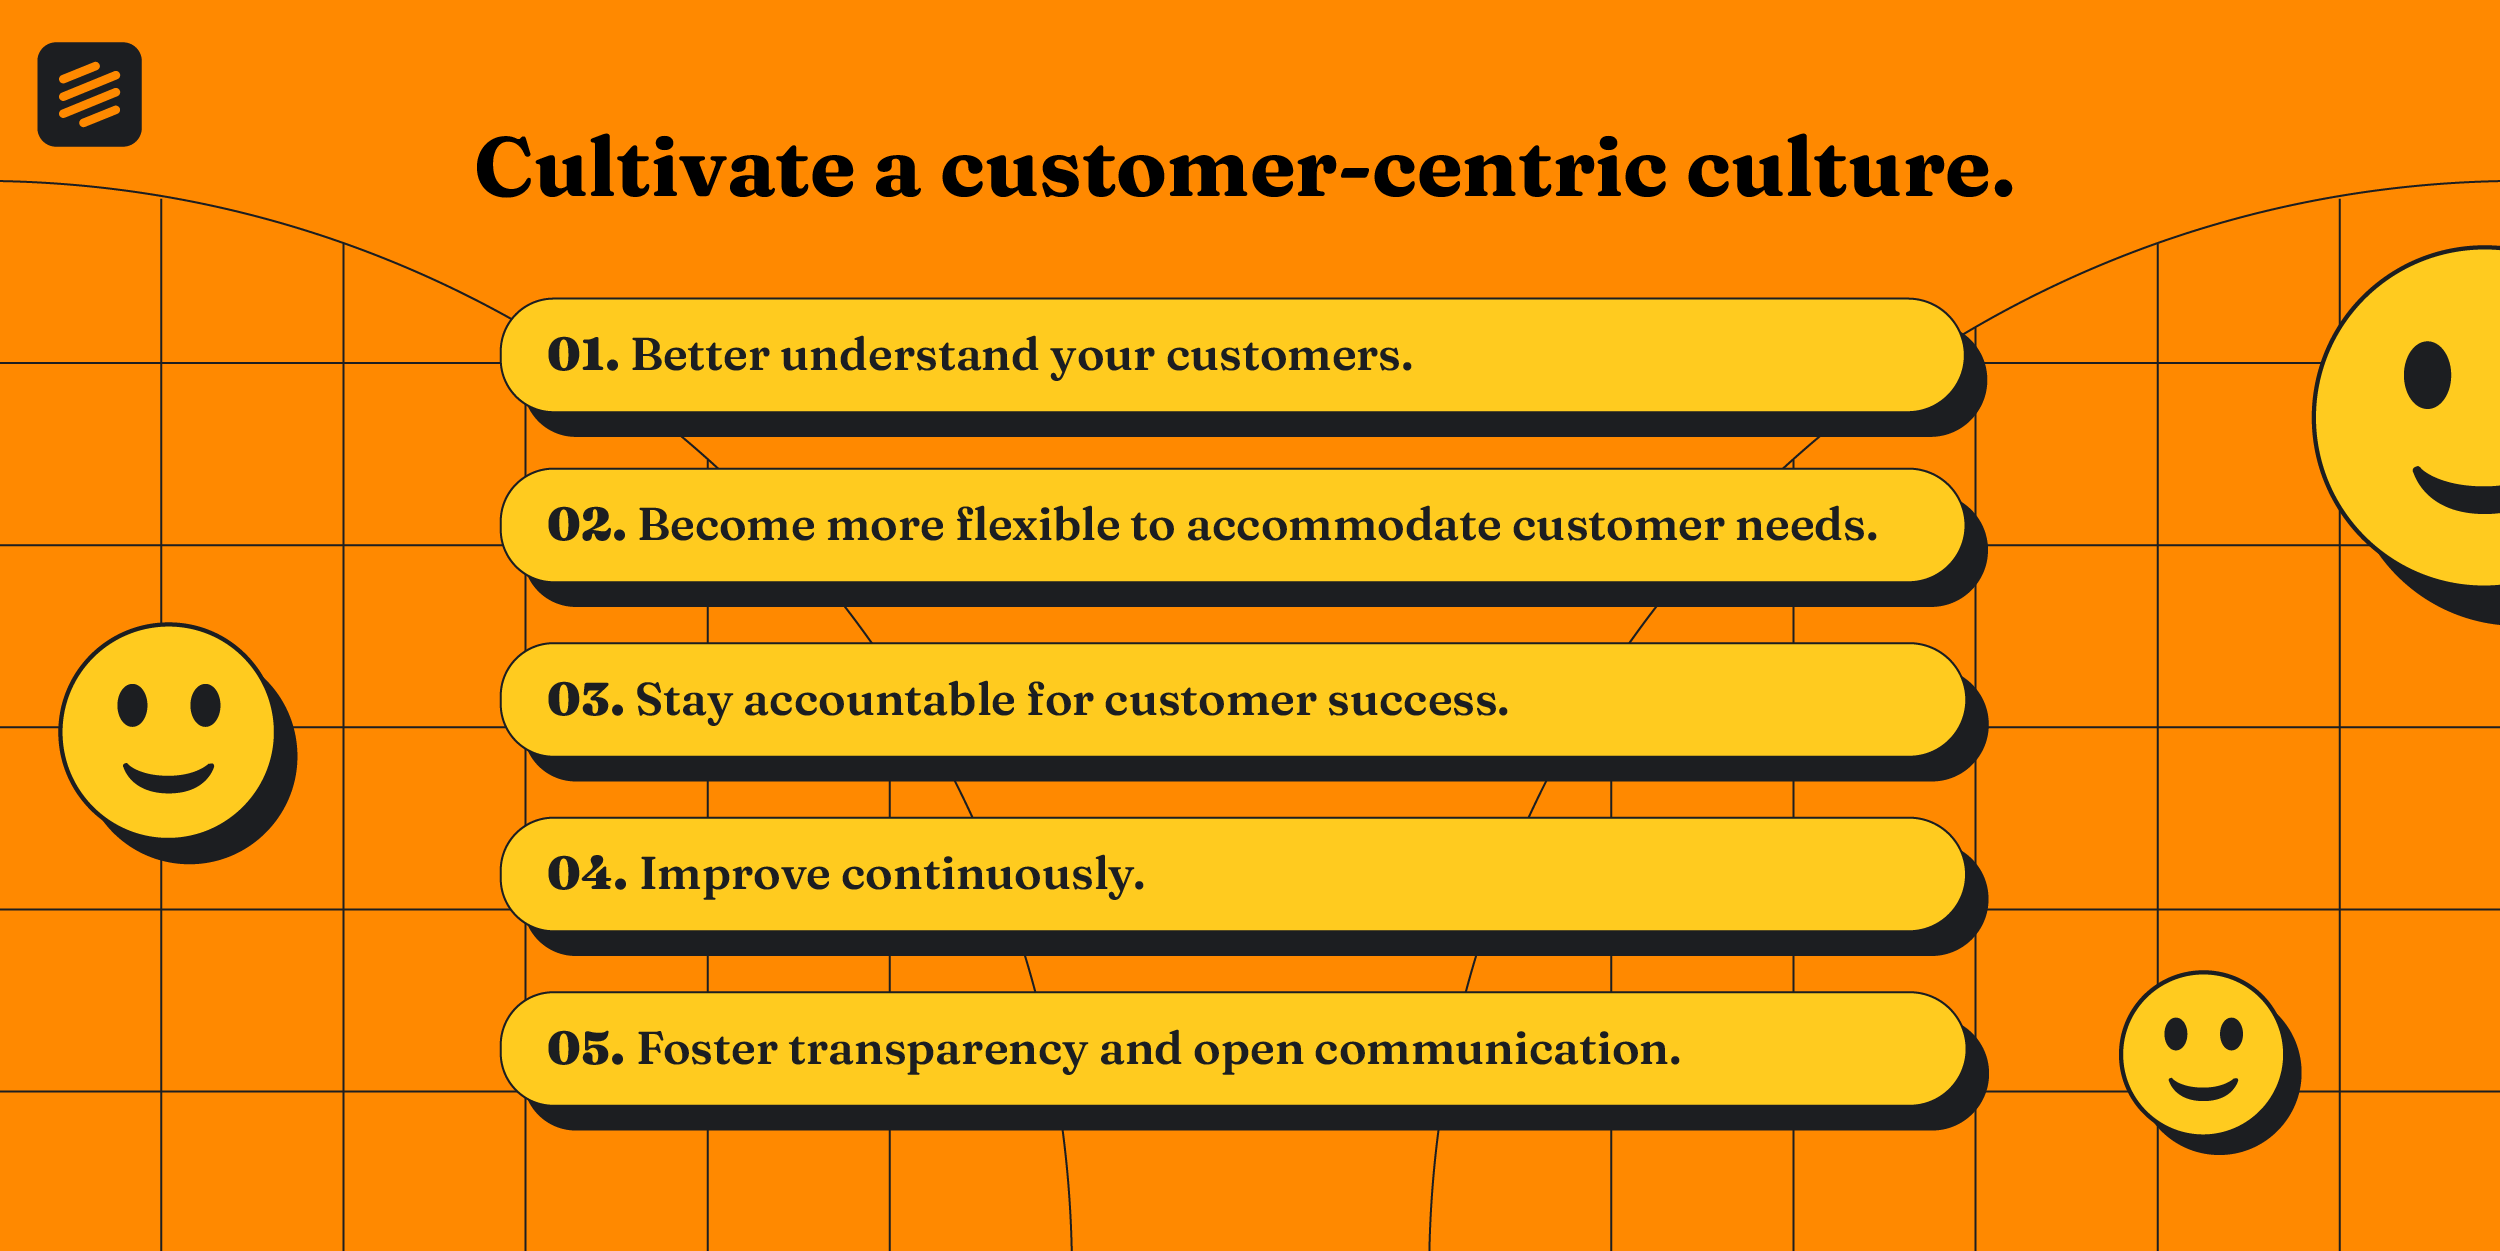 Cultivate a customer-centric culture.
01. Better understand your customers.
02. Become more flexible to accommodate customer needs.
03. Stay accountable for customer success.
04. Improve continuously.
05. Foster transparency and open communication.